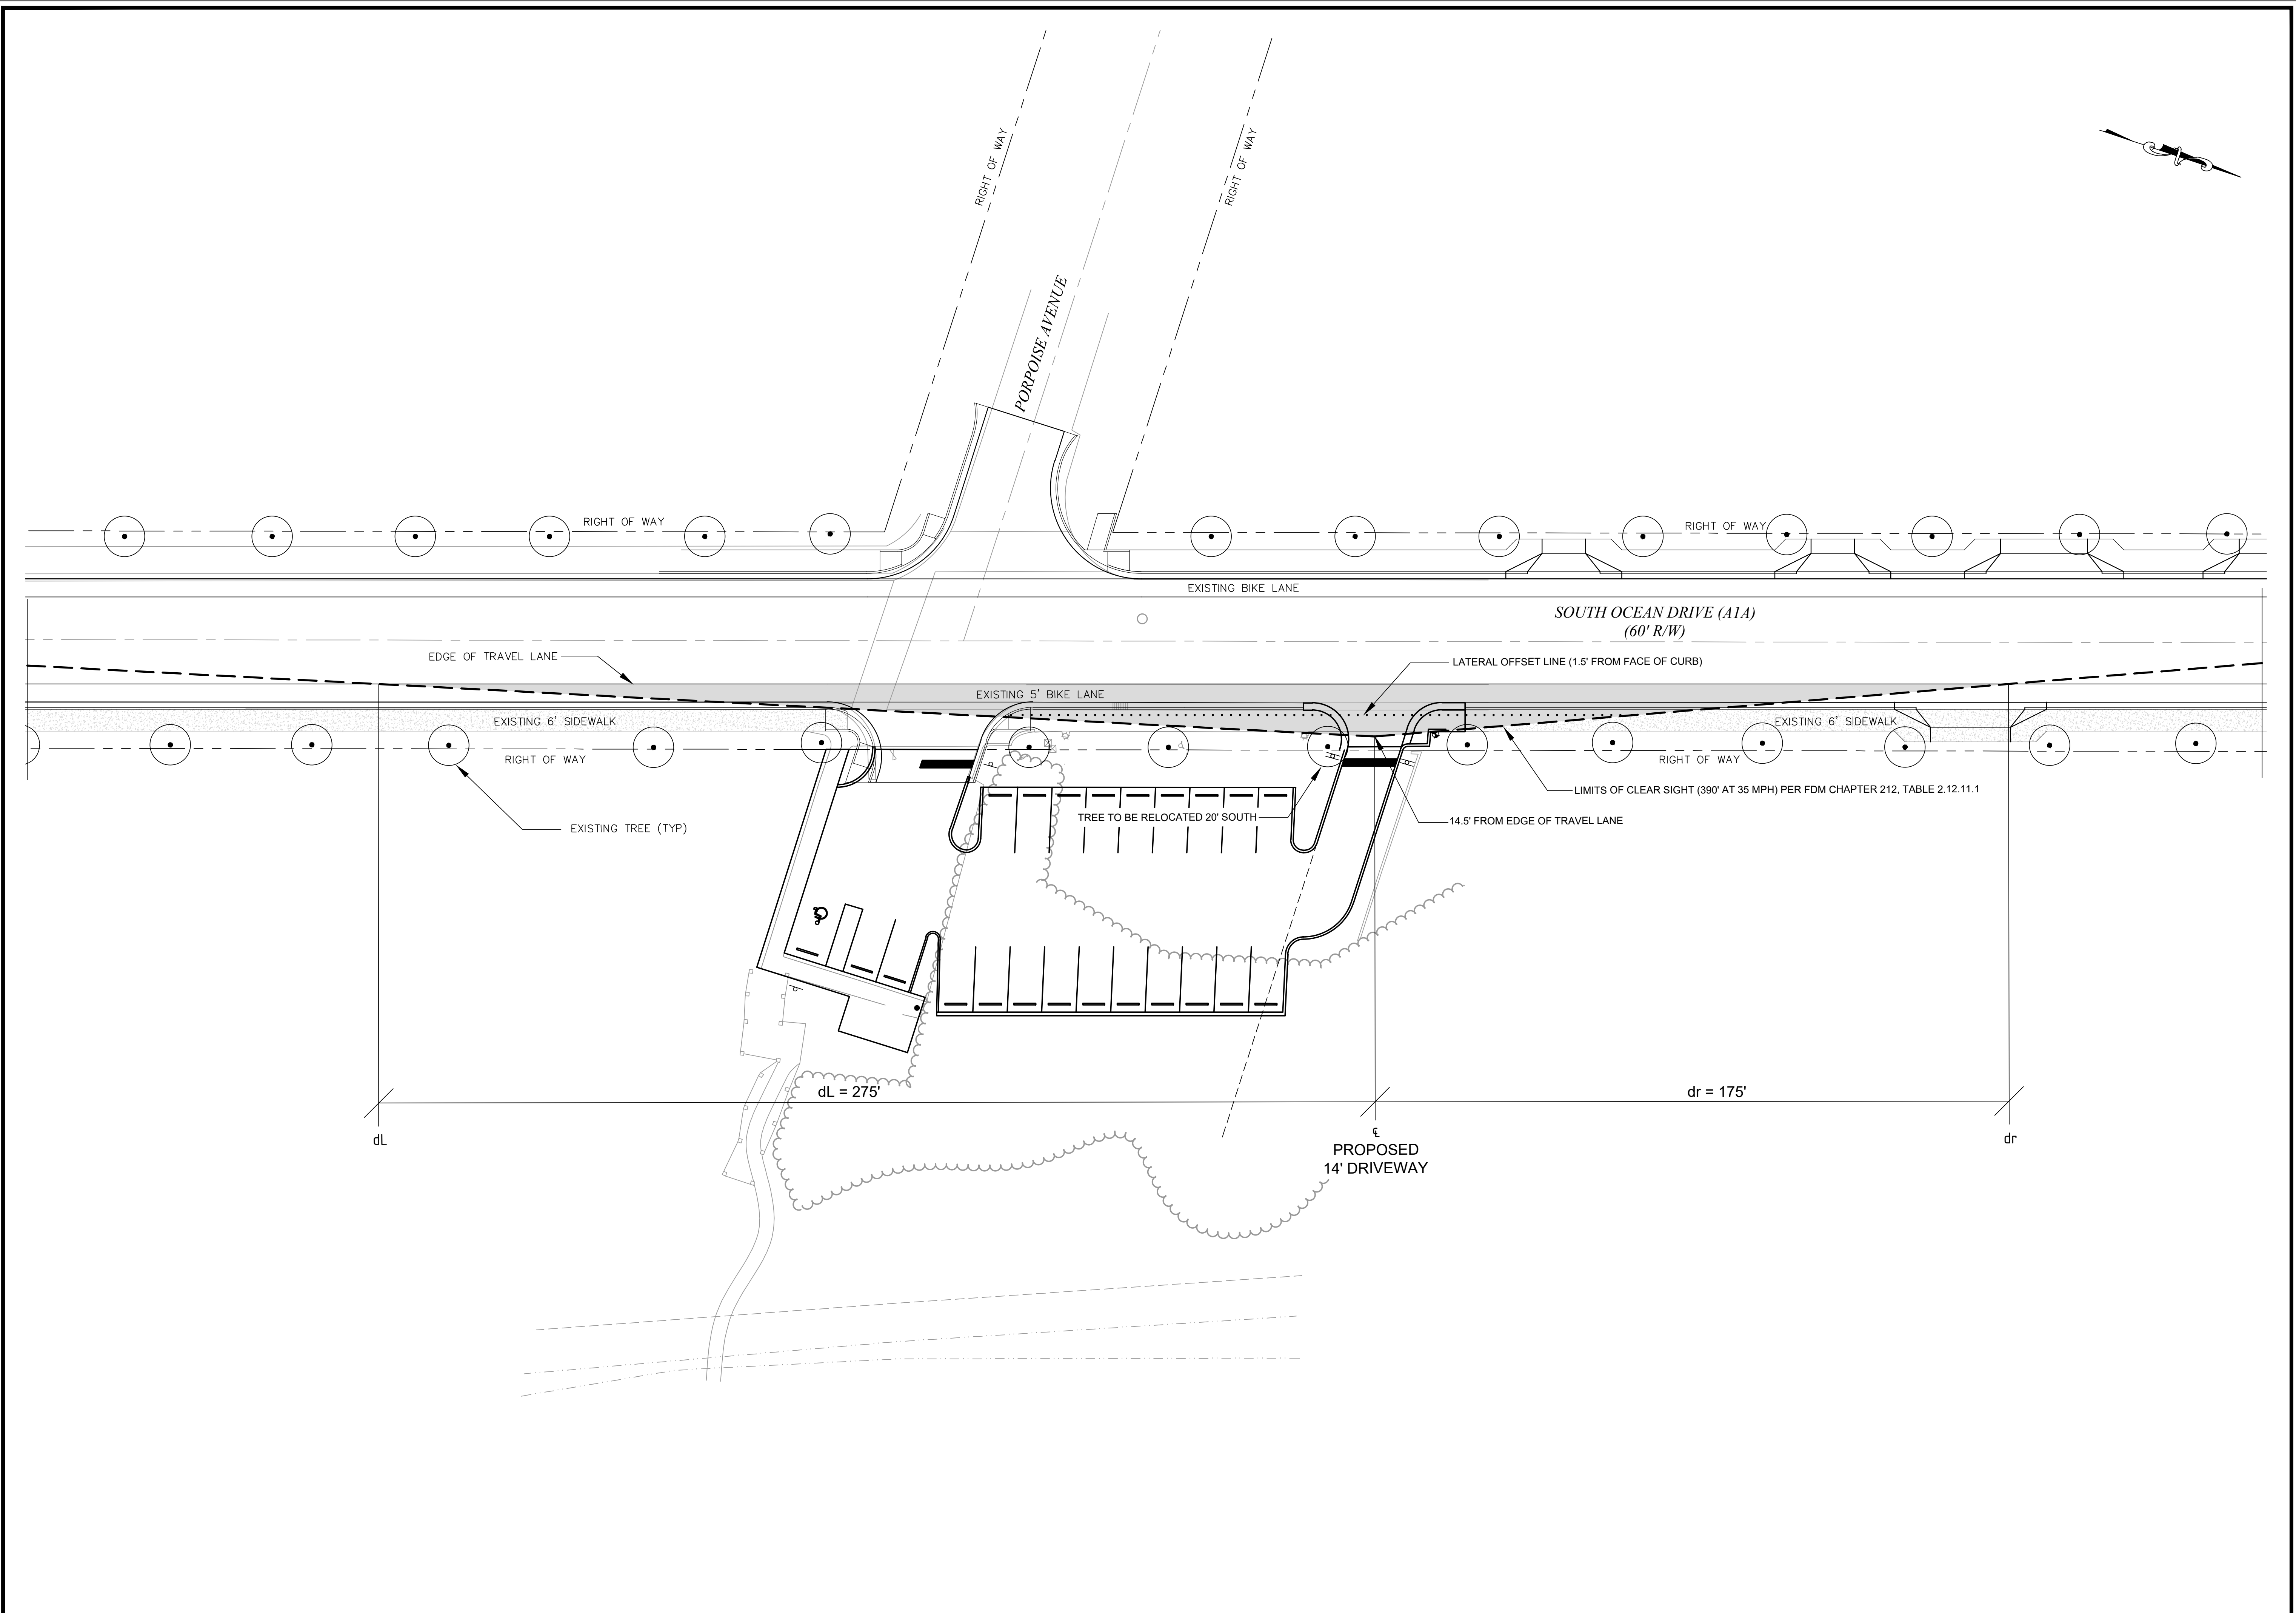 RIGHT OF WAY
RIGHT OF WAY
PORPOISE AVENUE
RIGHT OF WAY
RIGHT OF WAY
EXISTING BIKE LANE
SOUTH OCEAN DRIVE (A1A)
(60' R/W)
EDGE OF TRAVEL LANE
LATERAL OFFSET LINE (1.5' FROM FACE OF CURB)
EXISTING 5' BIKE LANE
EXISTING 6' SIDEWALK
EXISTING 6' SIDEWALK
RIGHT OF WAY
RIGHT OF WAY
LIMITS OF CLEAR SIGHT (390' AT 35 MPH) PER FDM CHAPTER 212, TABLE 2.12.11.1
TREE TO BE RELOCATED 20' SOUTH
14.5' FROM EDGE OF TRAVEL LANE
EXISTING TREE (TYP)
dL = 275'
dr = 175'
dL
℄
dr
PROPOSED
14' DRIVEWAY